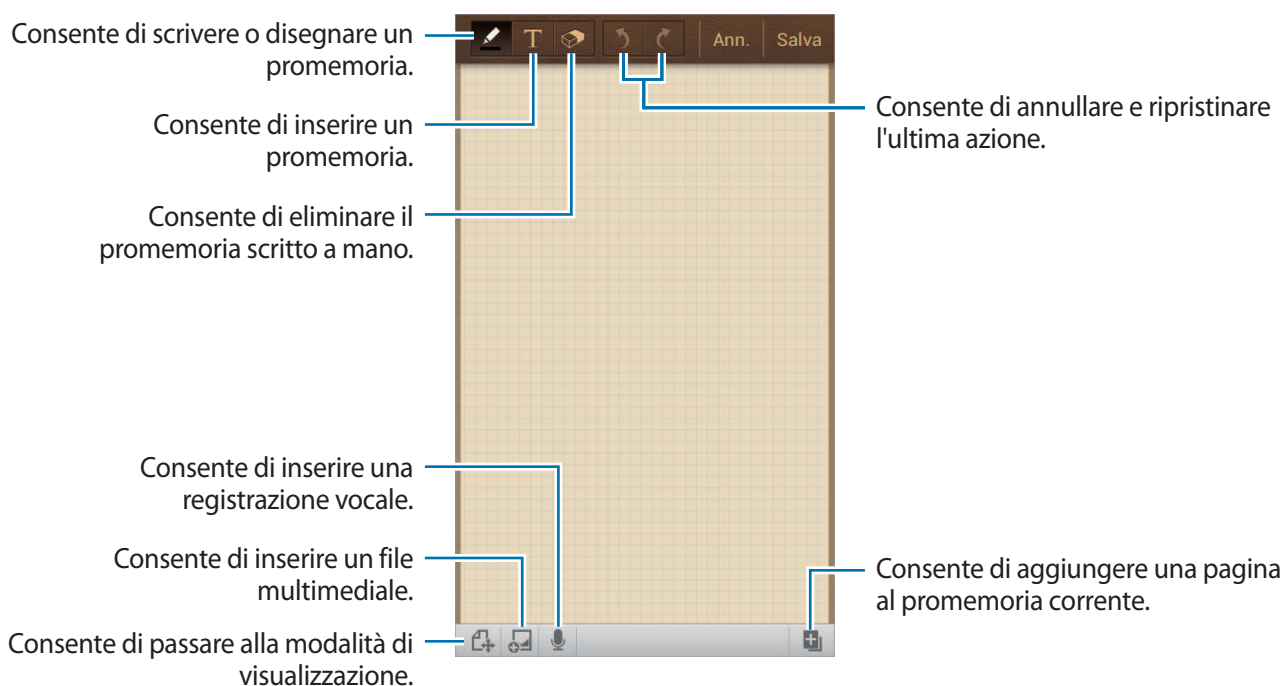 Consente di scrivere o disegnare un
promemoria.
T
Ann.
Salva
Consente di inserire un
promemoria.
Consente di annullare e ripristinare
l'ultima azione.
Consente di eliminare il
promemoria scritto a mano.
Consente di inserire una
registrazione vocale.
Consente di inserire un file
multimediale.
Consente di aggiungere una pagina
al promemoria corrente.
Consente di passare alla modalità di
visualizzazione.